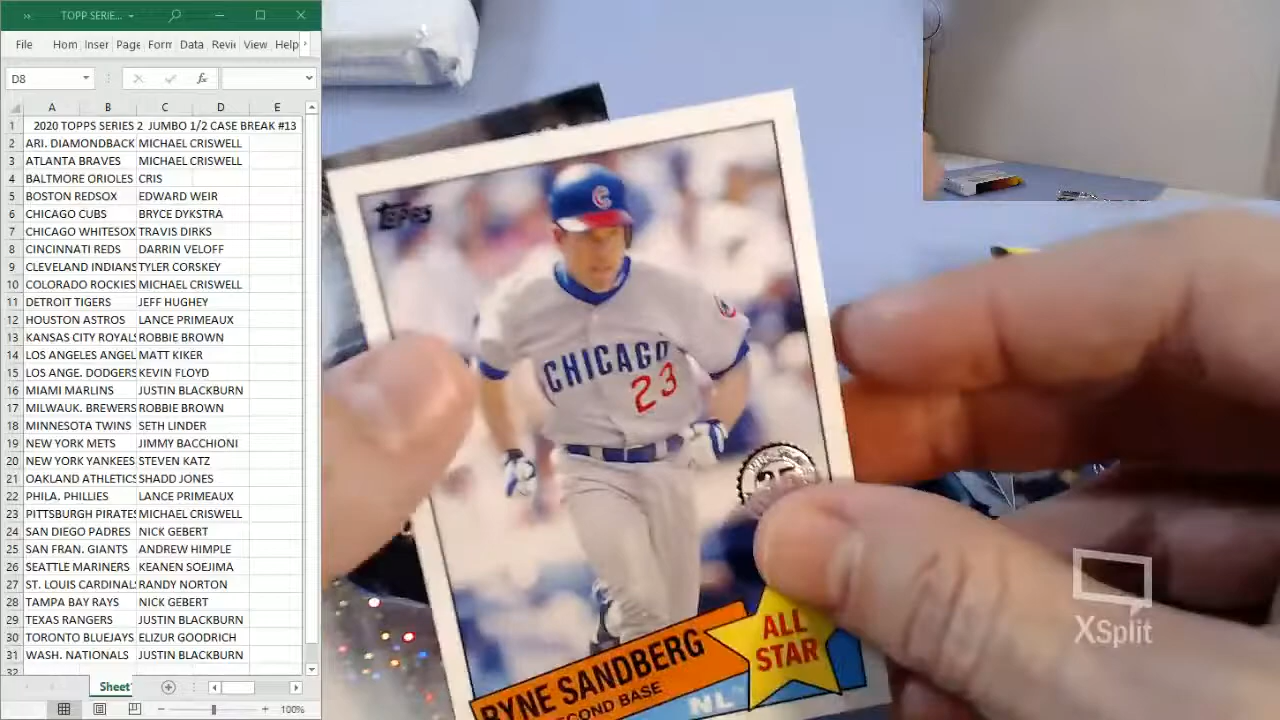 TOPP SERIE...
File Hom Inser Page Form Data Revi View Help
D8
fx
A B C D E
1 2020 TOPPS SERIES 2 JUMBO 1/2 CASE BREAK #13
2 ARI. DIAMONDBACK MICHAEL CRISWELL
3 ATLANTA BRAVES MICHAEL CRISWELL
4 BALTMORE ORIOLES CRIS
5 BOSTON REDSOX EDWARD WEIR
6 CHICAGO CUBS BRYCE DYKSTRA
7 CHICAGO WHITESOX TRAVIS DIRKS
8 CINCINNATI REDS DARRIN VELOFF
9 CLEVELAND INDIANS TYLER CORSKEY
10 COLORADO ROCKIES MICHAEL CRISWELL
11 DETROIT TIGERS JEFF HUGHEY
12 HOUSTON ASTROS LANCE PRIMEAUX
13 KANSAS CITY ROYALS ROBBIE BROWN
14 LOS ANGELES ANGEL MATT KIKER
15 LOS ANGE. DODGERS KEVIN FLOYD
16 MIAMI MARLINS JUSTIN BLACKBURN
17 MILWAUK. BREWERS ROBBIE BROWN
18 MINNESOTA TWINS SETH LINDER
19 NEW YORK METS JIMMY BACCHIONI
20 NEW YORK YANKEES STEVEN KATZ
21 OAKLAND ATHLETICS SHADD JONES
22 PHILA. PHILLIES LANCE PRIMEAUX
23 PITTSBURGH PIRATES MICHAEL CRISWELL
24 SAN DIEGO PADRES NICK GEBERT
25 SAN FRAN. GIANTS ANDREW HIMPLE
26 SEATTLE MARINERS KEANEN SOEJIMA
27 ST. LOUIS CARDINALS RANDY NORTON
28 TAMPA BAY RAYS NICK GEBERT
29 TEXAS RANGERS JUSTIN BLACKBURN
30 TORONTO BLUEJAYS ELIZUR GOODRICH
31 WASH. NATIONALS JUSTIN BLACKBURN
32
Sheet
100%
Topps
C
CHICAGO
23
35
ALL
STAR
RYNE SANDBERG
SECOND BASE
NL
XSplit